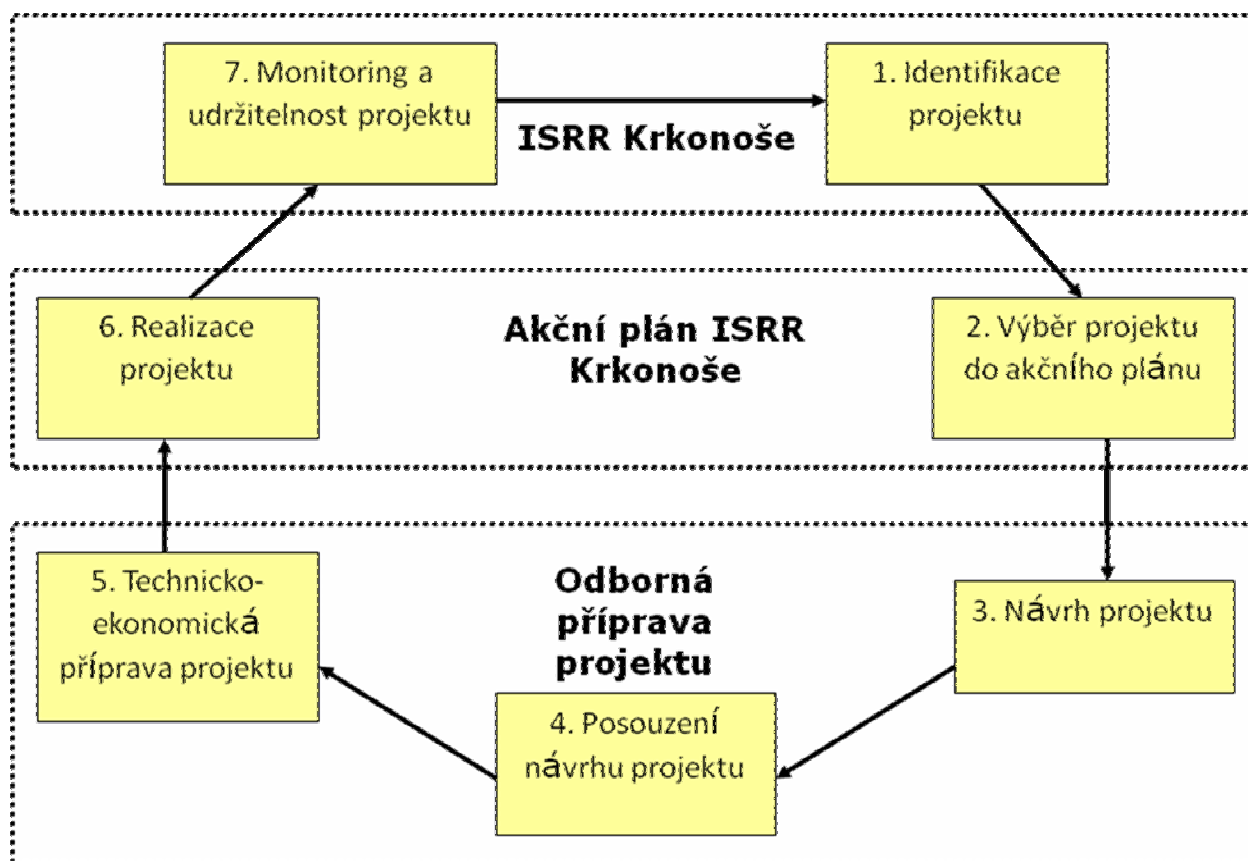 7. Monitoring a
udržitelnost projektu
ISRR Krkonoše
1. Identifikace
projektu
6. Realizace
projektu
Akční plán ISRR
Krkonoše
2. Výběr projektu
do akčního plánu
5. Technicko-
ekonomická
příprava projektu
Odborná
příprava
projektu
3. Návrh projektu
4. Posouzení
návrhu projektu